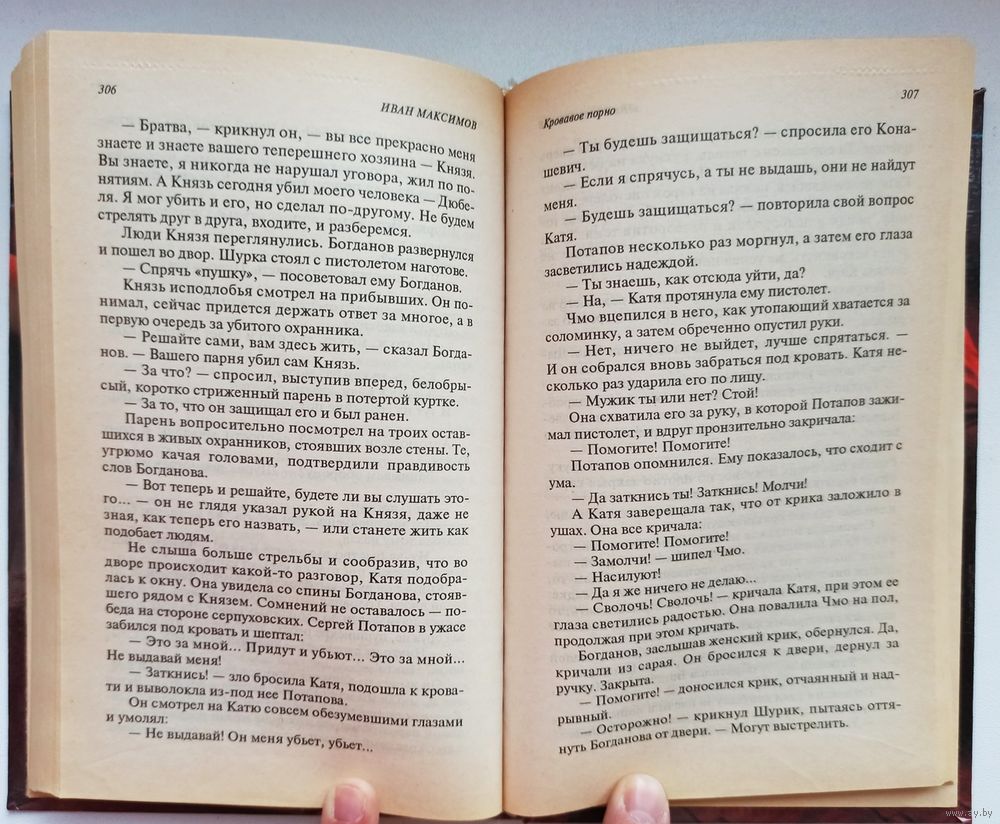 306
ИВАН МАКСИМОВ
— Братва, — крикнул он, — вы все прекрасно меня
знаете и знаете вашего теперешнего хозяина — Князя.
Вы знаете, я никогда не нарушал уговора, жил по по-
нятиям. А Князь сегодня убил моего человека — Дюбе-
ля. Я мог убить и его, но сделал по-другому. Не будем
стрелять друг в друга, входите, и разберемся.
Люди Князя переглянулись. Богданов развернулся
и пошел во двор. Шурка стоял с пистолетом наготове.
— Спрячь «пушку», — посоветовал ему Богданов.
Князь исподлобья смотрел на прибывших. Он по-
нимал, сейчас придется держать ответ за многое, а в
первую очередь за убитого охранника.
— Решайте сами, вам здесь жить, — сказал Богда-
нов. — Вашего парня убил сам Князь.
— За что? — спросил, выступив вперед, белобры-
сый, коротко стриженный парень в потертой куртке.
— За то, что он защищал его и был ранен.
Парень вопросительно посмотрел на троих остав-
шихся в живых охранников, стоявших возле стены. Те,
угрюмо качая головами, подтвердили правдивость
слов Богданова.
— Вот теперь и решайте, будете ли вы слушать это-
го... — он не глядя указал рукой на Князя, даже не
зная, как теперь его назвать, — или станете жить как
подобает людям.
Не слыша больше стрельбы и сообразив, что во
дворе происходит какой-то разговор, Катя подобра-
лась к окну. Она увидела со спины Богданова, стояв-
шего рядом с Князем. Сомнений не оставалось — по-
беда на стороне серпуховских. Сергей Потапов в ужасе
забился под кровать и шептал:
— Это за мной... Придут и убьют... Это за мной...
Не выдавай меня!
— Заткнись! — зло бросила Катя, подошла к крова-
ти и выволокла из-под нее Потапова.
Он смотрел на Катю совсем обезумевшими глазами
и умолял:
— Не выдавай! Он меня убьет, убьет...
Кровавое порно
307
— Ты будешь защищаться? — спросила его Кона-
шевич.
— Если я спрячусь, а ты не выдашь, они не найдут
меня.
— Будешь защищаться? — повторила свой вопрос
Катя.
Потапов несколько раз моргнул, а затем его глаза
засветились надеждой.
— Ты знаешь, как отсюда уйти, да?
— На, — Катя протянула ему пистолет.
Чмо вцепился в него, как утопающий хватается за
соломинку, а затем обреченно опустил руки.
— Нет, ничего не выйдет, лучше спрятаться. —
И он собрался вновь забраться под кровать. Катя не-
сколько раз ударила его по лицу.
— Мужик ты или нет? Стой!
Она схватила его за руку, в которой Потапов зажи-
мал пистолет, и вдруг пронзительно закричала:
— Помогите! Помогите!
Потапов опомнился. Ему показалось, что сходит с
ума.
— Да заткнись ты! Заткнись! Молчи!
А Катя заверещала так, что от крика заложило в
ушах. Она все кричала:
— Помогите! Помогите!
— Замолчи! — шипел Чмо.
— Насилуют!
— Да я же ничего не делаю...
— Сволочь! Сволочь! — кричала Катя, при этом ее
глаза светились радостью. Она повалила Чмо на пол,
продолжая при этом кричать.
Богданов, заслышав женский крик, обернулся. Да,
кричали из сарая. Он бросился к двери, дернул за
ручку. Закрыта.
— Помогите! — доносился крик, отчаянный и над-
рывный.
— Осторожно! — крикнул Шурик, пытаясь оття-
нуть Богданова от двери. — Могут выстрелить.
www.ay.by